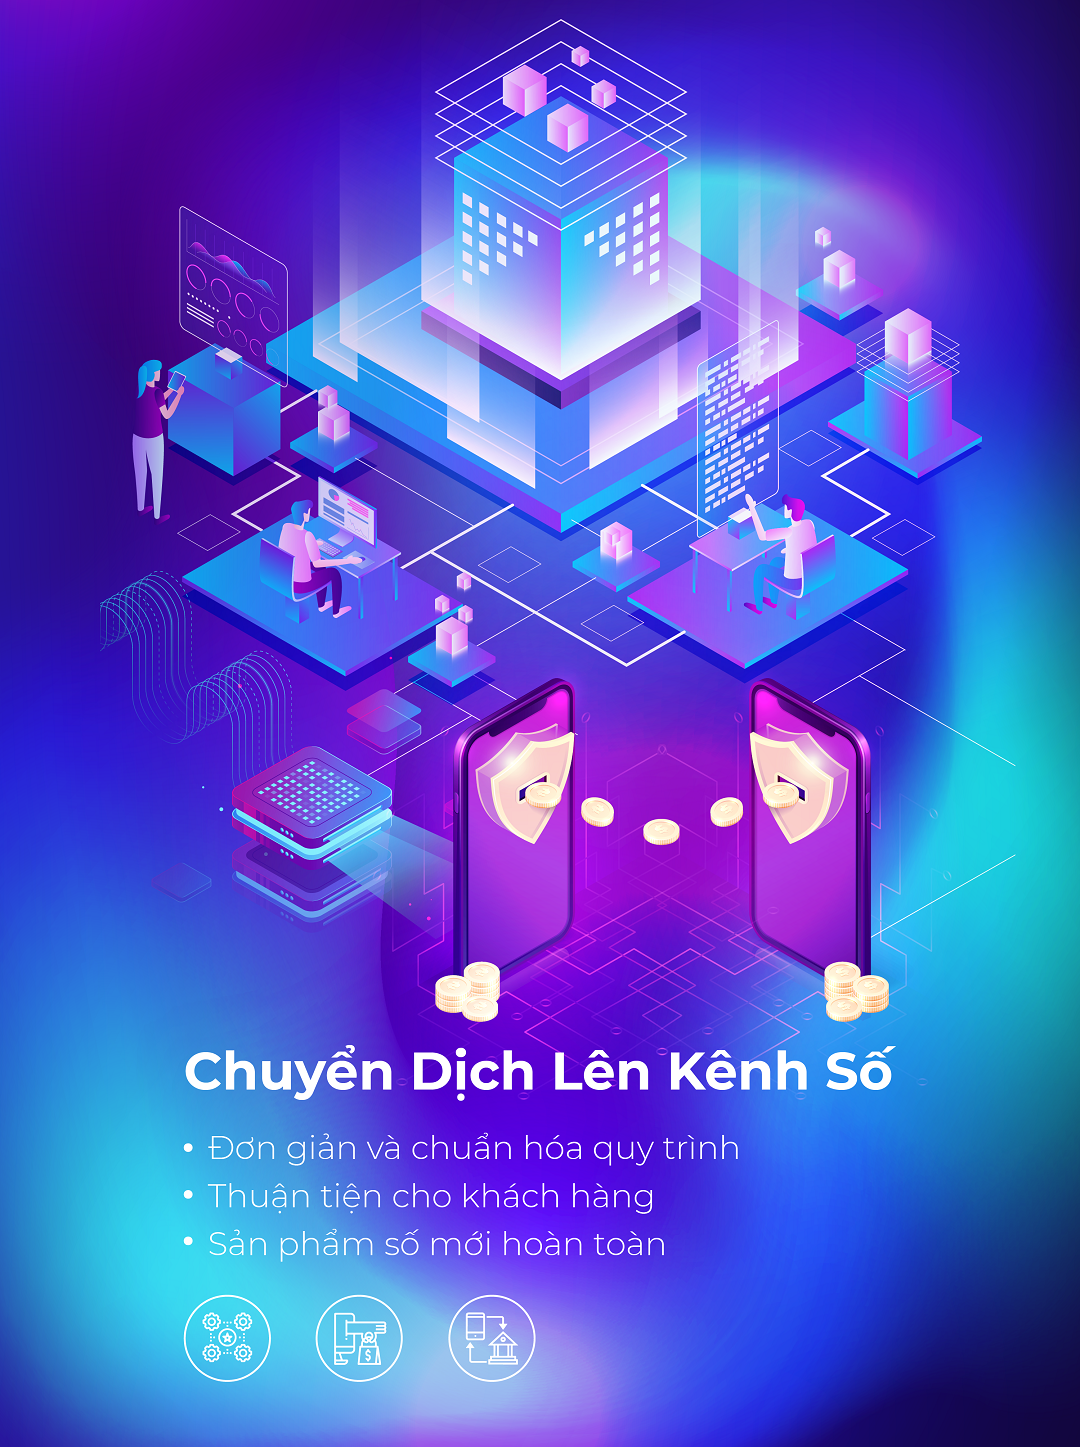 Chuyển Dịch Lên Kênh Số
• Đơn giản và chuẩn hóa quy trình
• Thuận tiện cho khách hàng
• Sản phẩm số mới hoàn toàn
$